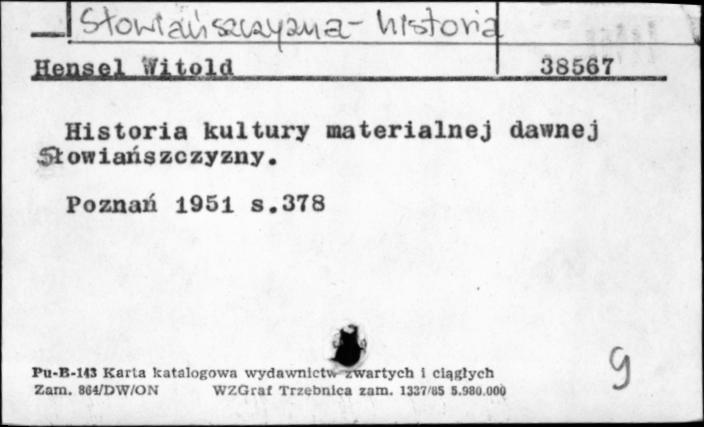 Słowiańszczyzna - historia
Hensel Witold 38567
Historia kultury materialnej dawnej
Słowiańszczyzny.
Poznań 1951 s.378
Pu-B-143 Karta katalogowa wydawnictw zwartych i ciągłych
Zam. 864/DW/ON WZGraf Trzebnica zam. 1337/85 5.980.000
g